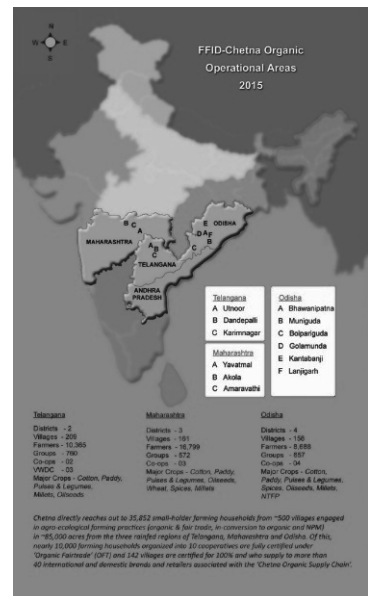 N
W E
S
FFID-Chetna Organic
Operational Areas
2015
B
C
A
MAHARASHTRA
A
B
C
TELANGANA
E ODISHA
D A F
B
C
ANDHRA
PRADESH
Telangana
A Utnoor
B Dandepalli
C Karimnagar
Maharashtra
A Yavatmal
B Akola
C Amaravathi
Odisha
A Bhawanipatna
B Muniguda
C Boipariguda
D Golamunda
E Kantabanji
F Lanjigarh
Telangana
Districts - 2
Villages - 206
Farmers - 10,365
Groups - 760
Co-ops - 02
VWDC - 03
Major Crops - Cotton, Paddy,
Pulses & Legumes,
Millets, Oilseeds
Maharashtra
Districts - 3
Villages - 161
Farmers - 16,799
Groups - 572
Co-ops - 03
Major Crops - Cotton, Paddy,
Pulses & Legumes, Oilseeds,
Wheat, Spices, Millets
Odisha
Districts - 4
Villages - 156
Farmers - 8,688
Groups - 697
Co-ops - 04
Major Crops - Cotton,
Paddy, Pulses & Legumes,
Spices, Oilseeds, Millets,
NTFP
Chetna directly reaches out to 35,852 small-holder farming households from ~500 villages engaged
in agro ecological farming practices (organic & fair trade, in conversion to organic and NPM)
in ~85,000 acres from the three rainfed regions of Telangana, Maharashtra and Odisha. Of this,
nearly 10,000 farming households organized into 10 cooperatives are fully certified under
'Organic Fairmade' (OFT) and 142 villages are certified for 100% and who supply to more than
40 international and domestic brands and retailers associated with the 'Chetna Organic Supply Chain'.